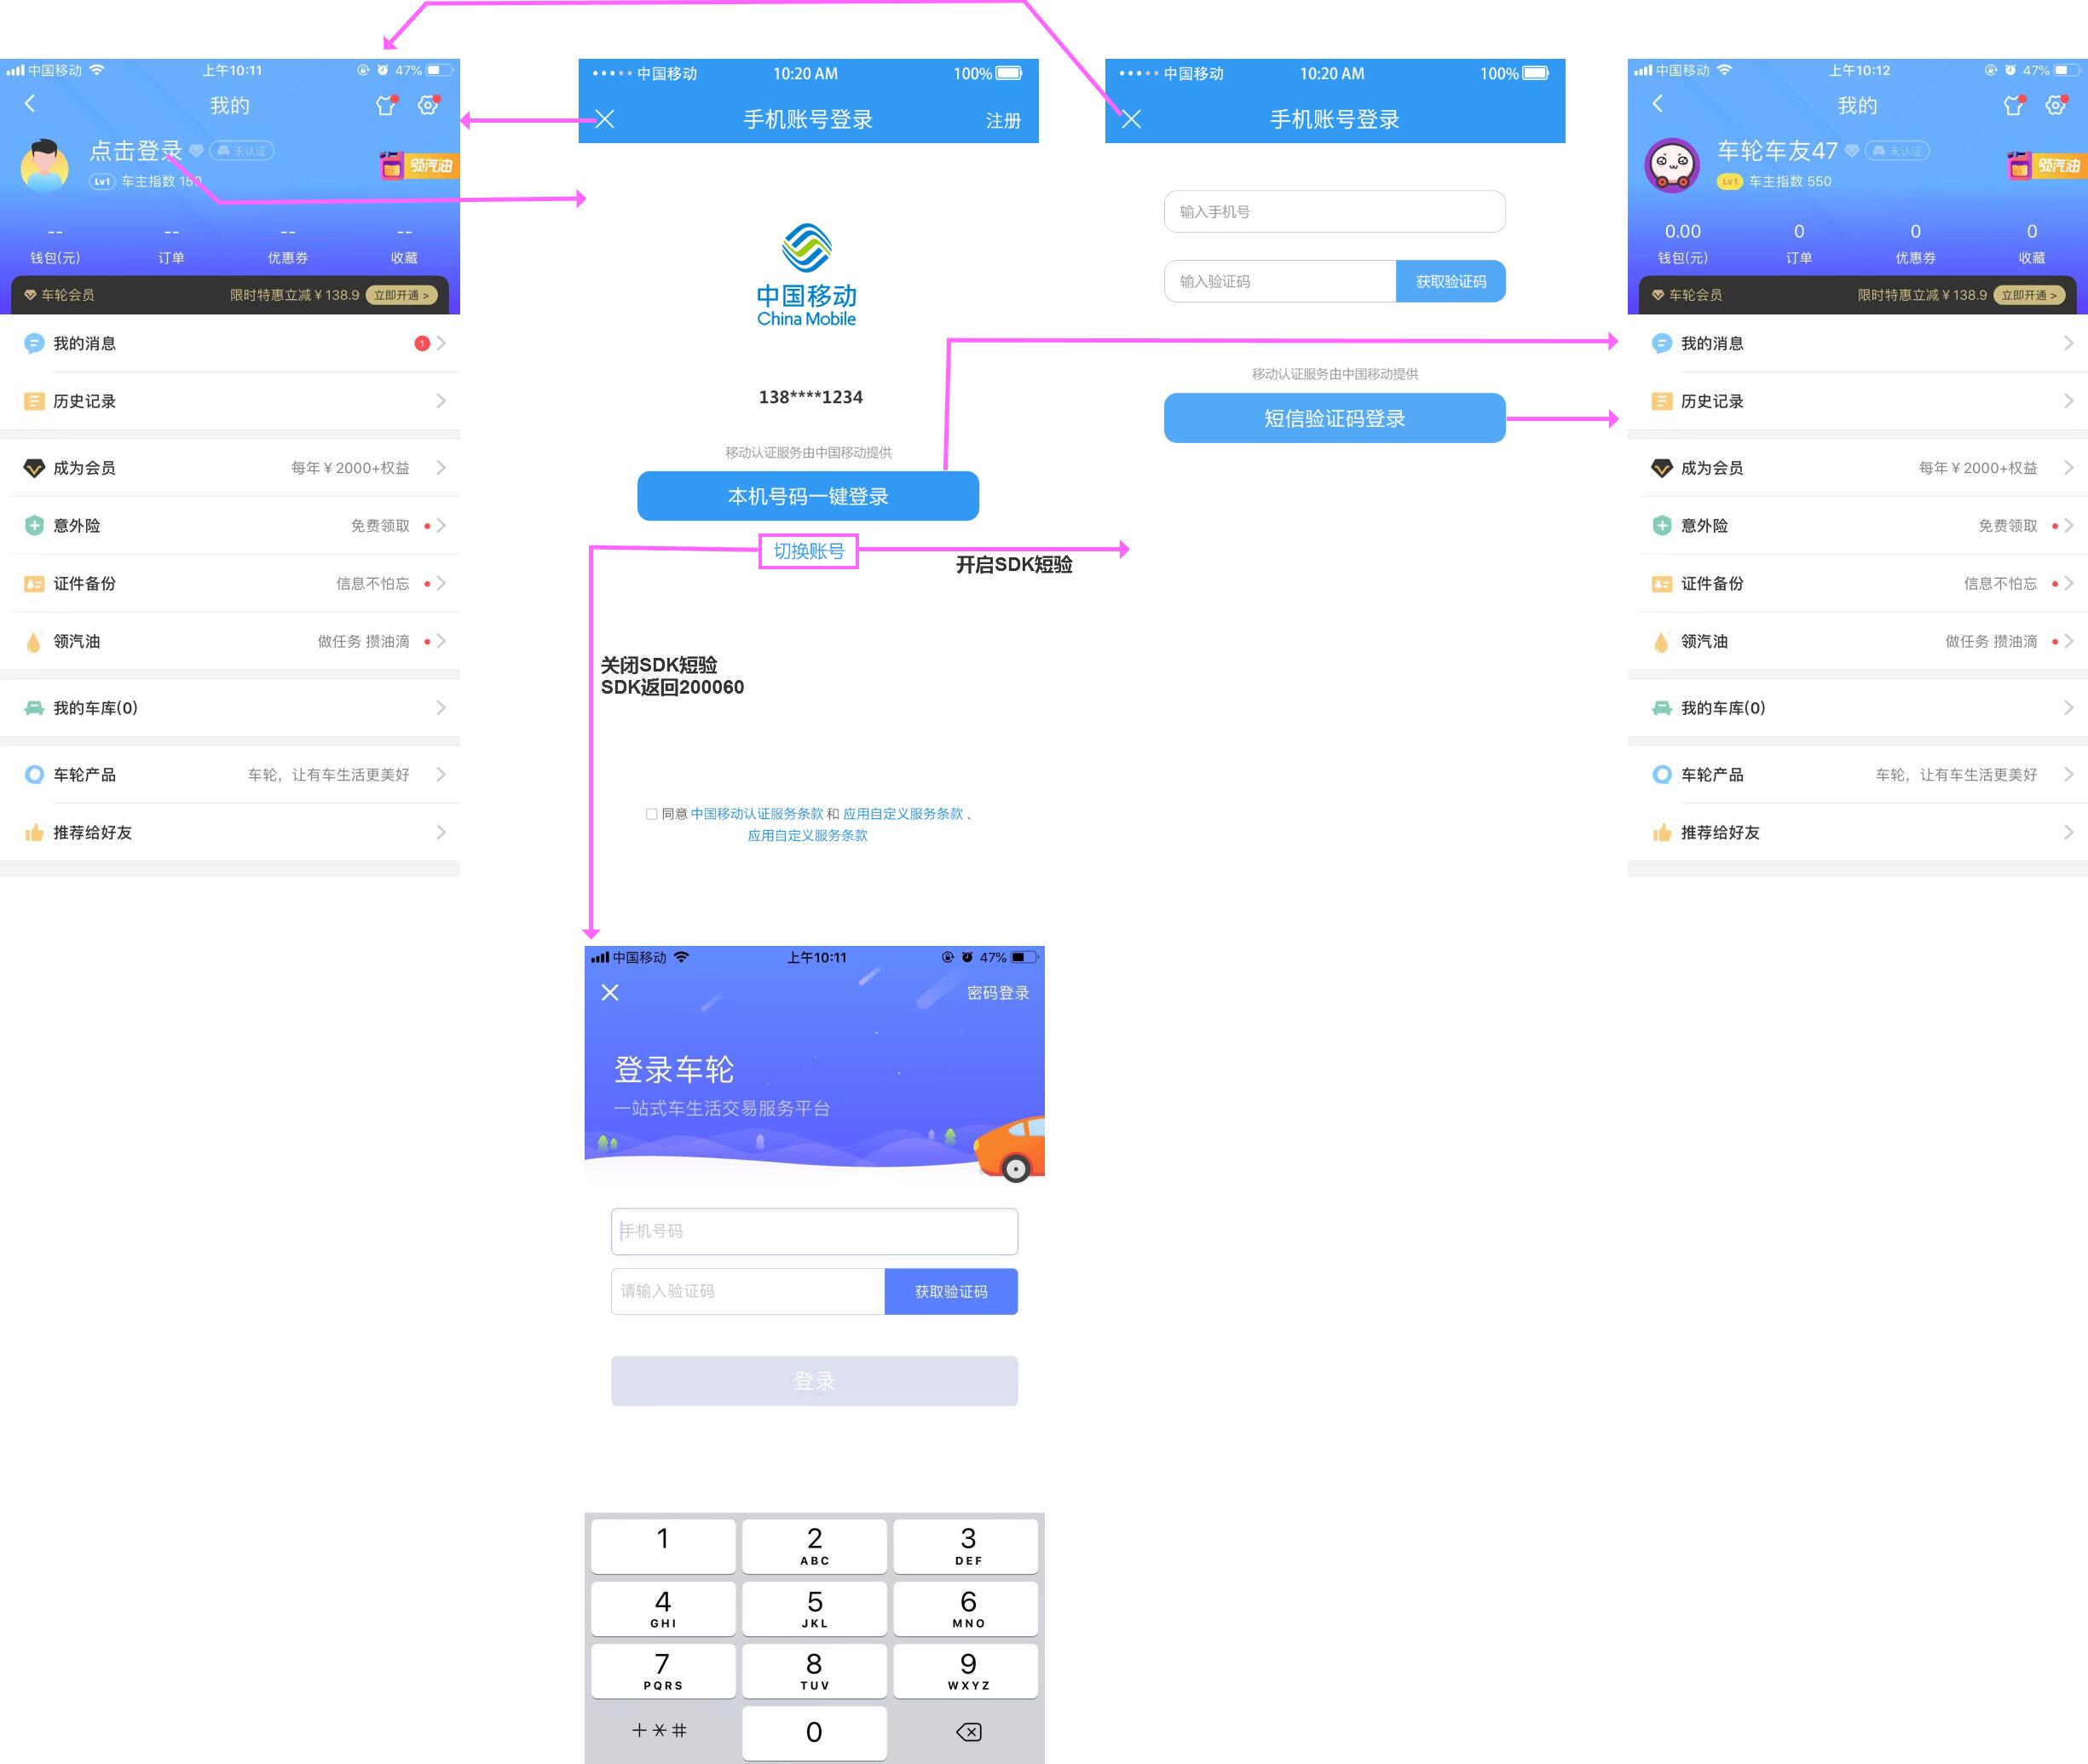 中国移动 上午10:11 47%
我的
点击登录 未认证
Lv1 车主指数 150
领汽油
-- -- -- --
钱包(元) 订单 优惠券 收藏
车轮会员 限时特惠立减￥138.9 立即开通 >
我的消息 1
历史记录
成为会员 每年￥2000+权益
意外险 免费领取
证件备份 信息不怕忘
领汽油 做任务 攒油滴
我的车库(0)
车轮产品 车轮，让有车生活更美好
推荐给好友
中国移动 10:20 AM 100%
手机账号登录 注册
中国移动
China Mobile
138****1234
移动认证服务由中国移动提供
本机号码一键登录
切换账号
开启SDK短验
关闭SDK短验
SDK返回200060
同意 中国移动认证服务条款 和 应用自定义服务条款 、
应用自定义服务条款
中国移动 10:20 AM 100%
手机账号登录
输入手机号
输入验证码 获取验证码
移动认证服务由中国移动提供
短信验证码登录
中国移动 上午10:12 47%
我的
车轮车友47 未认证
Lv1 车主指数 550
领汽油
0.00 0 0 0
钱包(元) 订单 优惠券 收藏
车轮会员 限时特惠立减￥138.9 立即开通 >
我的消息
历史记录
成为会员 每年￥2000+权益
意外险 免费领取
证件备份 信息不怕忘
领汽油 做任务 攒油滴
我的车库(0)
车轮产品 车轮，让有车生活更美好
推荐给好友
中国移动 上午10:11 47%
密码登录
登录车轮
一站式车生活交易服务平台
手机号码
请输入验证码 获取验证码
登录
1 2 3
ABC DEF
4 5 6
GHI JKL MNO
7 8 9
PQRS TUV WXYZ
+*# 0